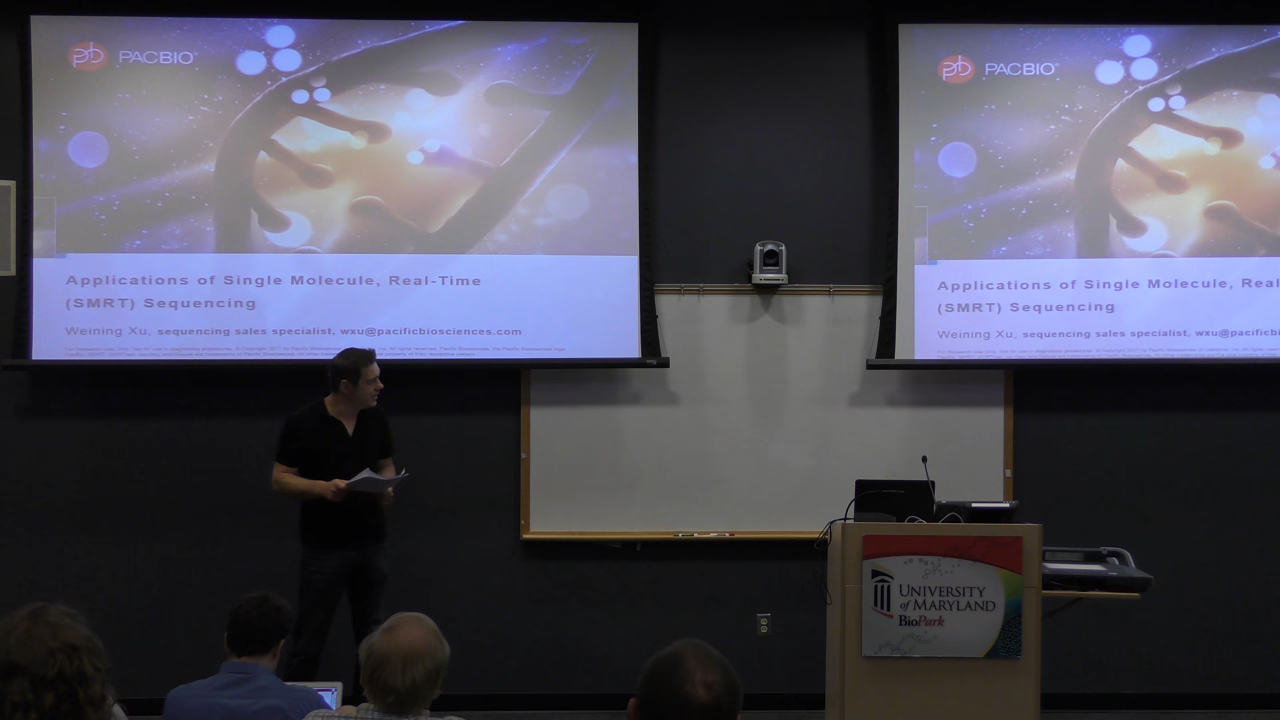 PACBIO
Applications of Single Molecule, Real-Time
(SMRT) Sequencing
Weining Xu, sequencing sales specialist, wxu@pacificbiosciences.com
PACBIO
Applications of Single Molecule, Real
(SMRT) Sequencing
Weining Xu, sequencing sales specialist, wxu@pacificb
UNIVERSITY
of MARYLAND
BioPark